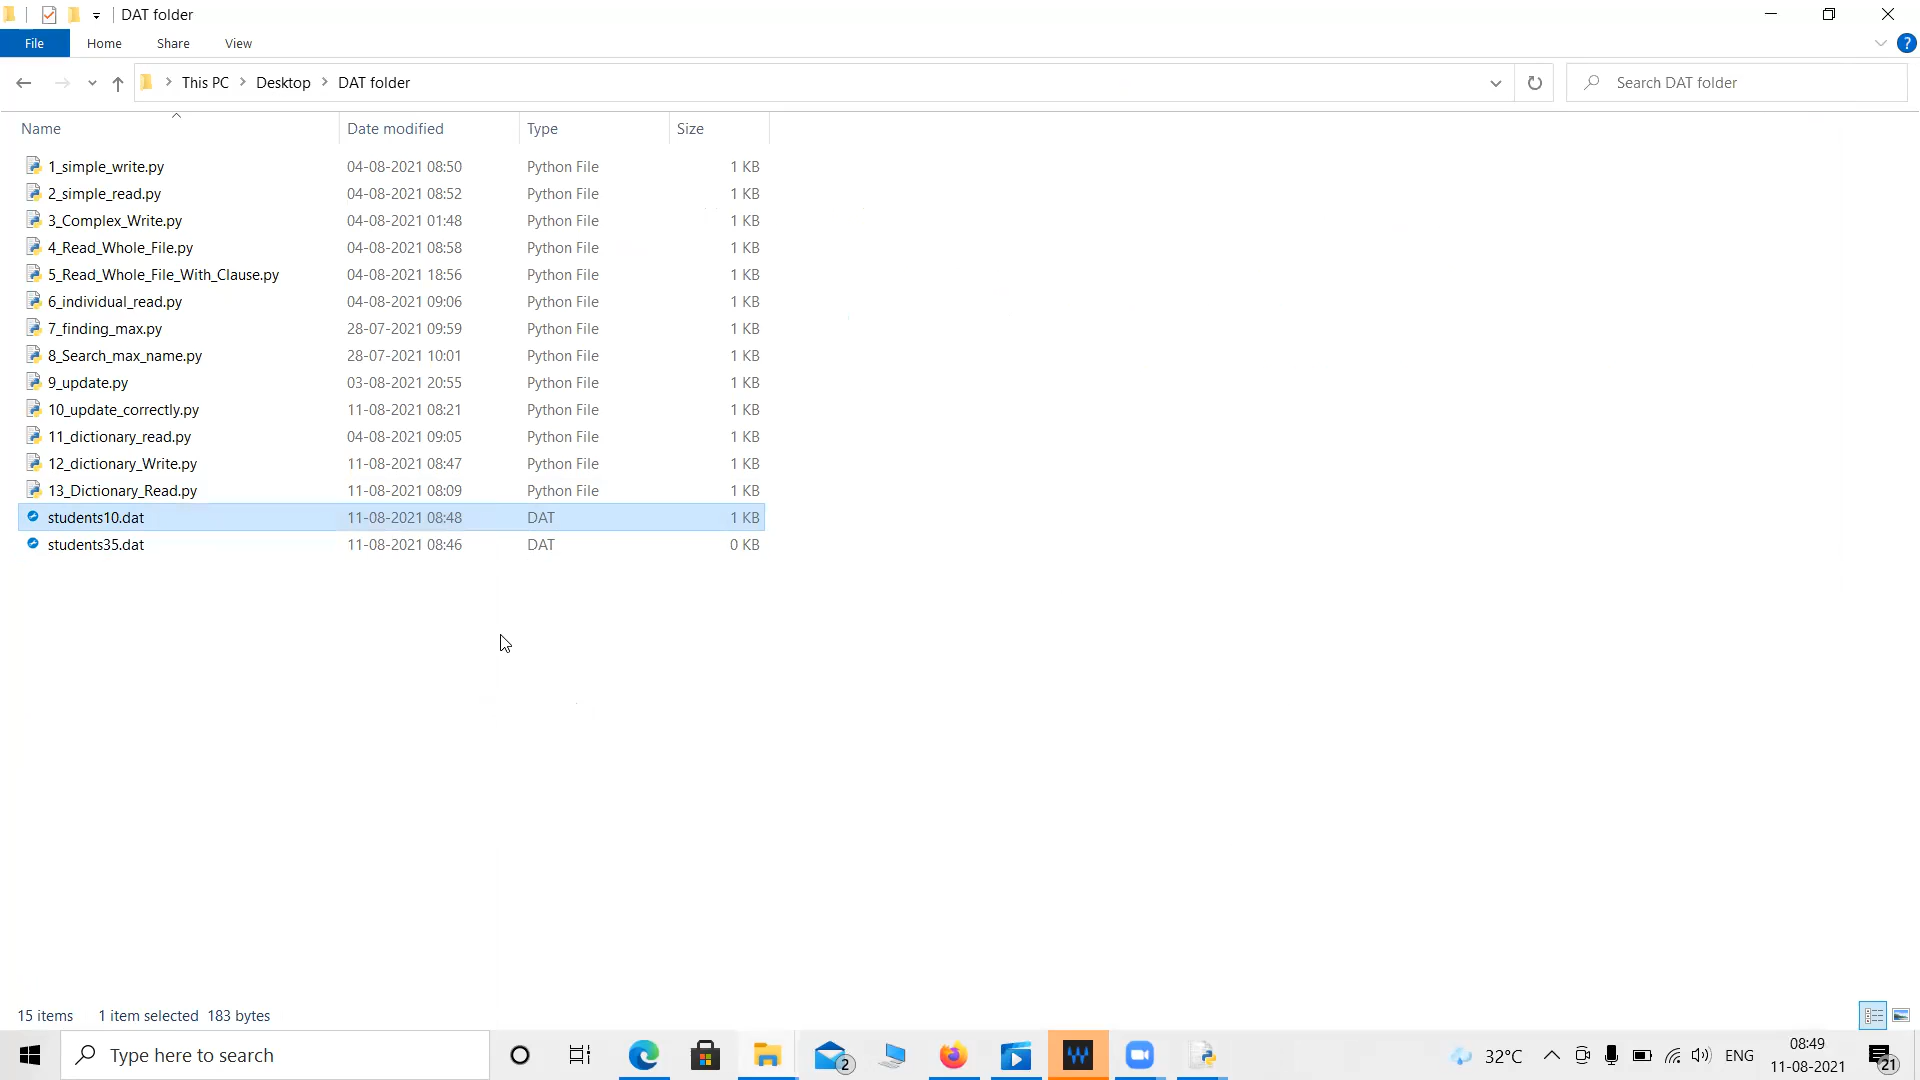 DAT folder
File Home Share View
This PC Desktop DAT folder Search DAT folder
Name Date modified Type Size
1_simple_write.py 04-08-2021 08:50 Python File 1 KB
2_simple_read.py 04-08-2021 08:52 Python File 1 KB
3_Complex_Write.py 04-08-2021 01:48 Python File 1 KB
4_Read_Whole_File.py 04-08-2021 08:58 Python File 1 KB
5_Read_Whole_File_With_Clause.py 04-08-2021 18:56 Python File 1 KB
6_individual_read.py 04-08-2021 09:06 Python File 1 KB
7_finding_max.py 28-07-2021 09:59 Python File 1 KB
8_Search_max_name.py 28-07-2021 10:01 Python File 1 KB
9_update.py 03-08-2021 20:55 Python File 1 KB
10_update_correctly.py 11-08-2021 08:21 Python File 1 KB
11_dictionary_read.py 04-08-2021 09:05 Python File 1 KB
12_dictionary_Write.py 11-08-2021 08:47 Python File 1 KB
13_Dictionary_Read.py 11-08-2021 08:09 Python File 1 KB
students10.dat 11-08-2021 08:48 DAT 1 KB
students35.dat 11-08-2021 08:46 DAT 0 KB
15 items 1 item selected 183 bytes
Type here to search 2 32°C ENG 08:49
11-08-2021 21